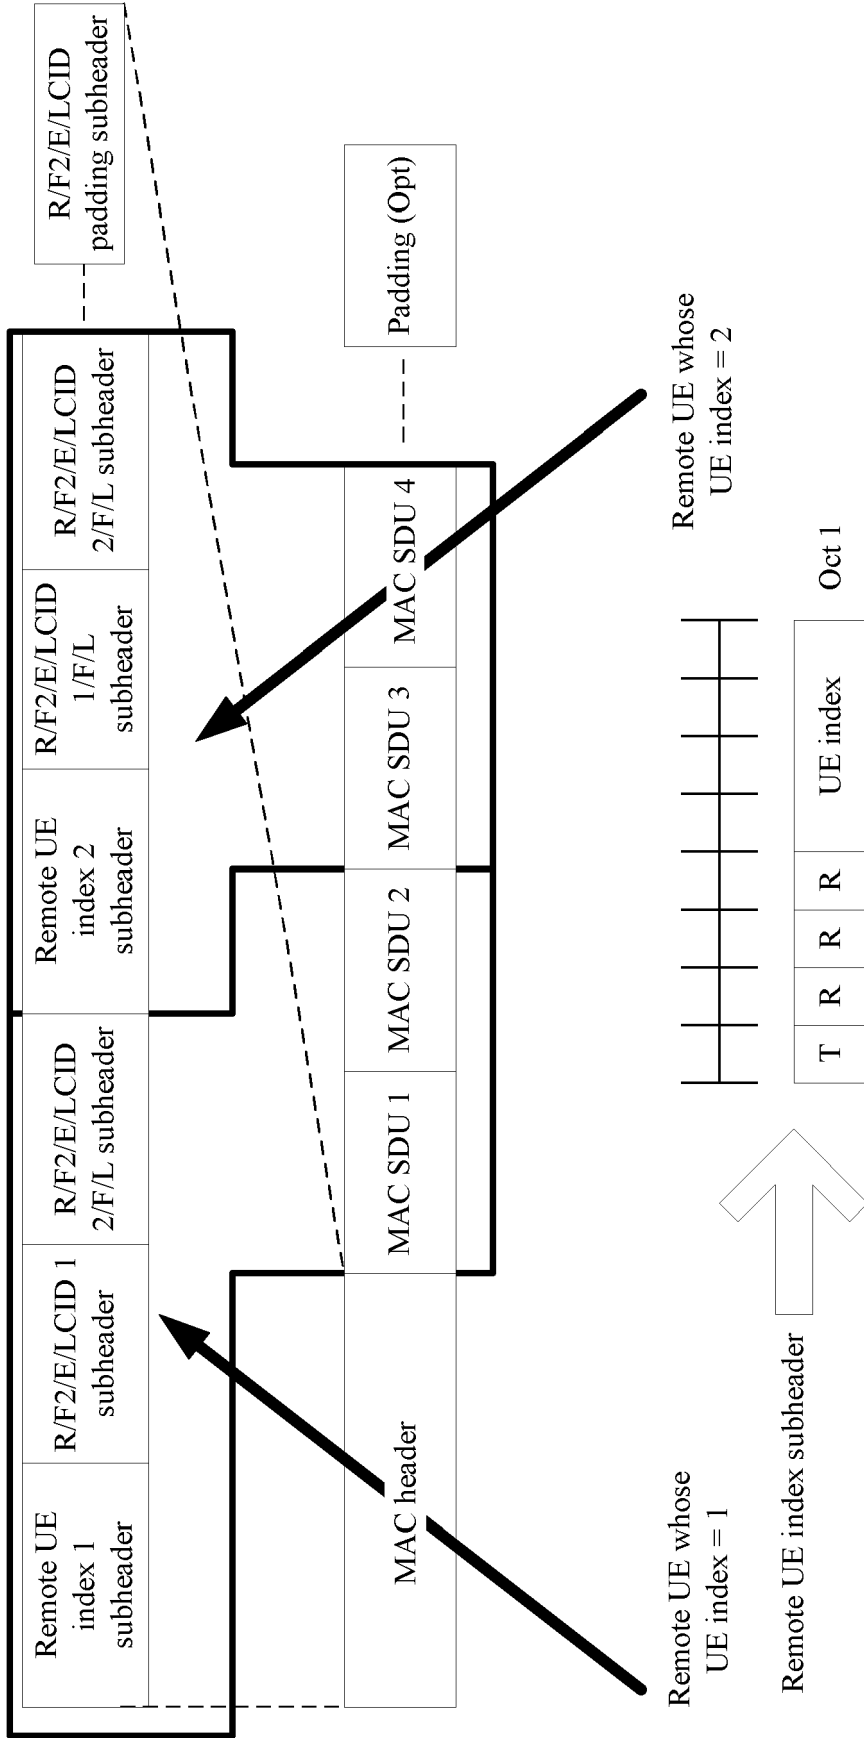 Remote UE
index 1
subheader
R/F2/E/LCID 1
subheader
R/F2/E/LCID
2/F/L subheader
Remote UE
index 2
subheader
R/F2/E/LCID
1/F/L
subheader
R/F2/E/LCID
2/F/L subheader
R/F2/E/LCID
padding subheader
MAC header
MAC SDU 1
MAC SDU 2
MAC SDU 3
MAC SDU 4
Padding (Opt)
Remote UE whose
UE index = 1
Remote UE whose
UE index = 2
Remote UE index subheader
T
R
R
R
UE index
Oct 1